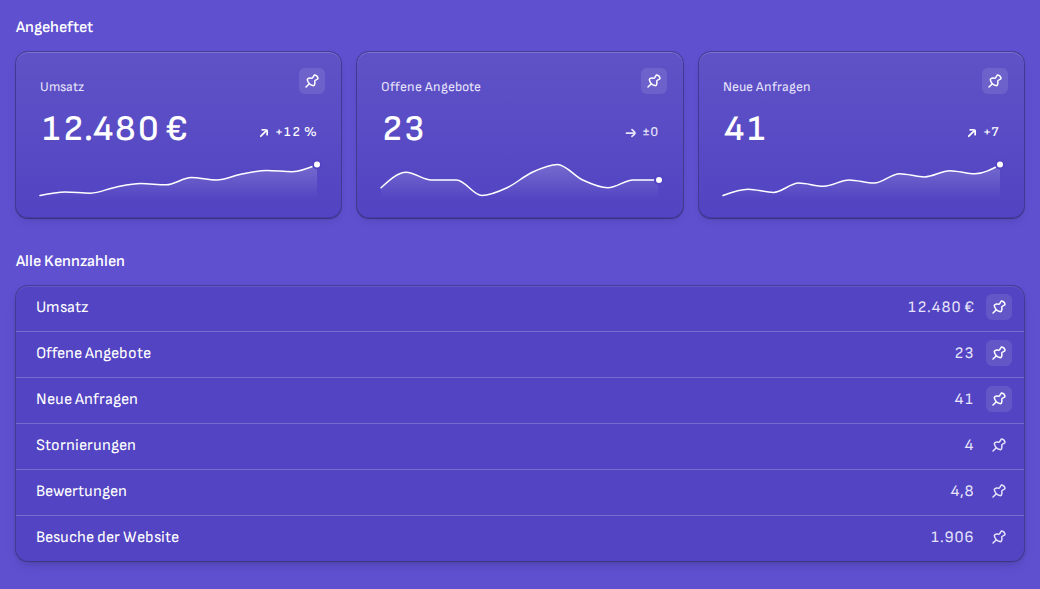 Angeheftet
Umsatz
12.480 €
+12 %
Offene Angebote
23
±0
Neue Anfragen
41
+7
Alle Kennzahlen
Umsatz 12.480 €
Offene Angebote 23
Neue Anfragen 41
Stornierungen 4
Bewertungen 4,8
Besuche der Website 1.906